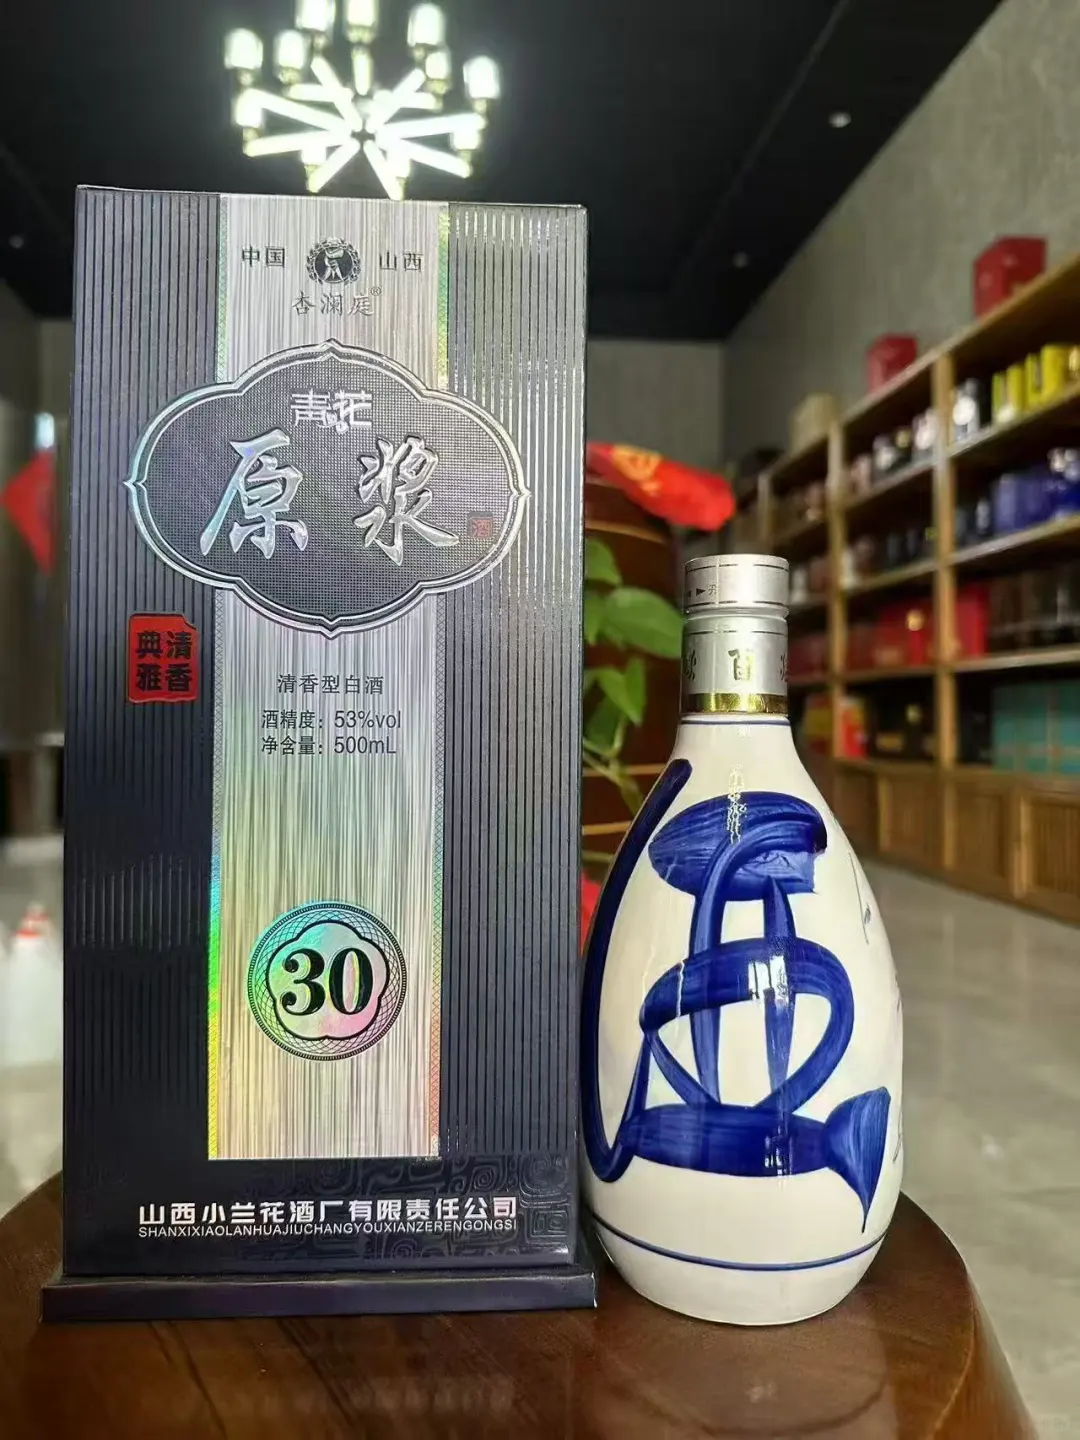 中国 山西
杏澜庭®
青花
原浆
酒
清香
典雅
清香型白酒
酒精度：53%vol
净含量：500mL
30
山西小兰花酒厂有限责任公司
SHANXIXIAOLANHUAJIUCHANGYOUXIANZERENGONGSI